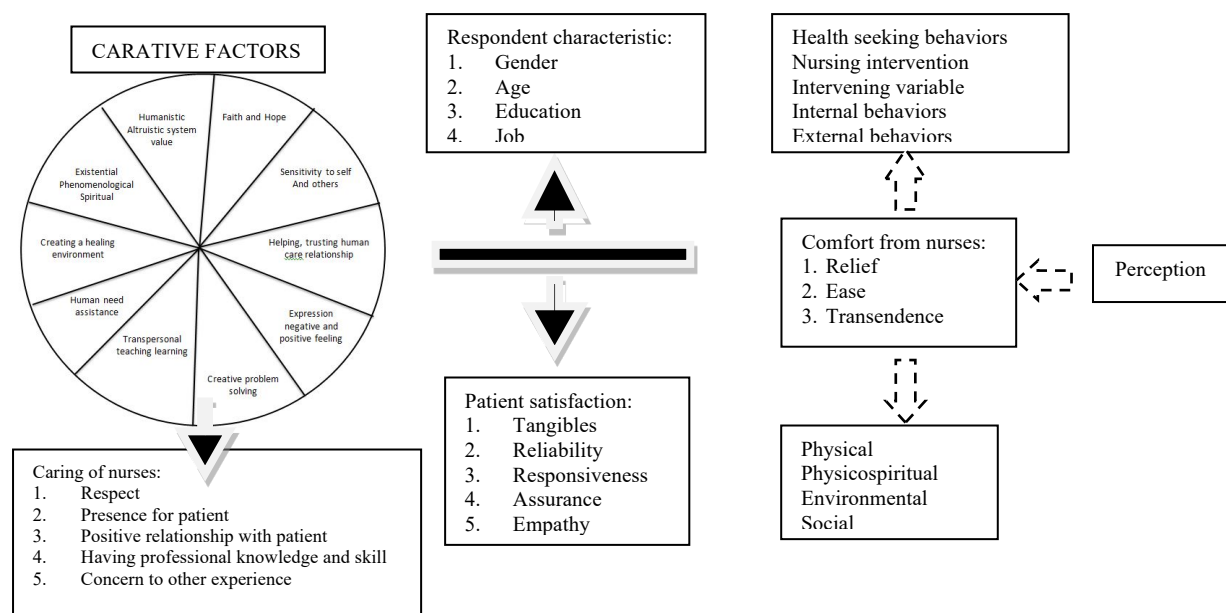 CARATIVE FACTORS
Humanistic
Altruistic system
value
Faith and Hope
Sensitivity to self
And others
Helping, trusting human
care relationship
Expression
negative and
positive feeling
Creative problem
solving
Transpersonal
teaching learning
Human need
assistance
Creating a healing
environment
Existential
Phenomenological
Spiritual
Caring of nurses:
1. Respect
2. Presence for patient
3. Positive relationship with patient
4. Having professional knowledge and skill
5. Concern to other experience
Respondent characteristic:
1. Gender
2. Age
3. Education
4. Job
Patient satisfaction:
1. Tangibles
2. Reliability
3. Responsiveness
4. Assurance
5. Empathy
Health seeking behaviors
Nursing intervention
Intervening variable
Internal behaviors
External behaviors
Comfort from nurses:
1. Relief
2. Ease
3. Transendence
Perception
Physical
Physicospiritual
Environmental
Social